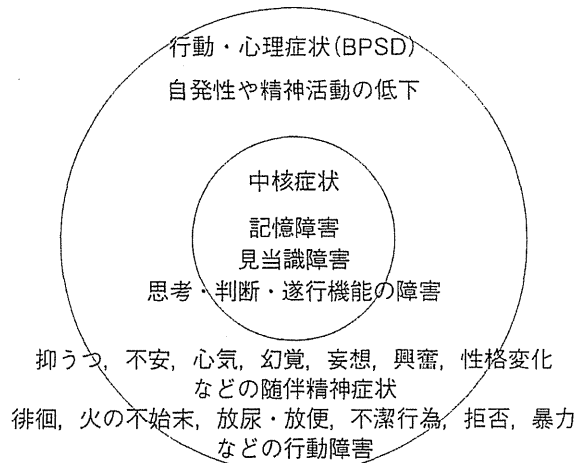 行動・心理症状(BPSD)
自発性や精神活動の低下
中核症状
記憶障害
見当識障害
思考・判断・遂行機能の障害
抑うつ, 不安, 心気, 幻覚, 妄想, 興奮, 性格変化
などの随伴精神症状
徘徊, 火の不始末, 放尿・放便, 不潔行為, 拒否, 暴力
などの行動障害